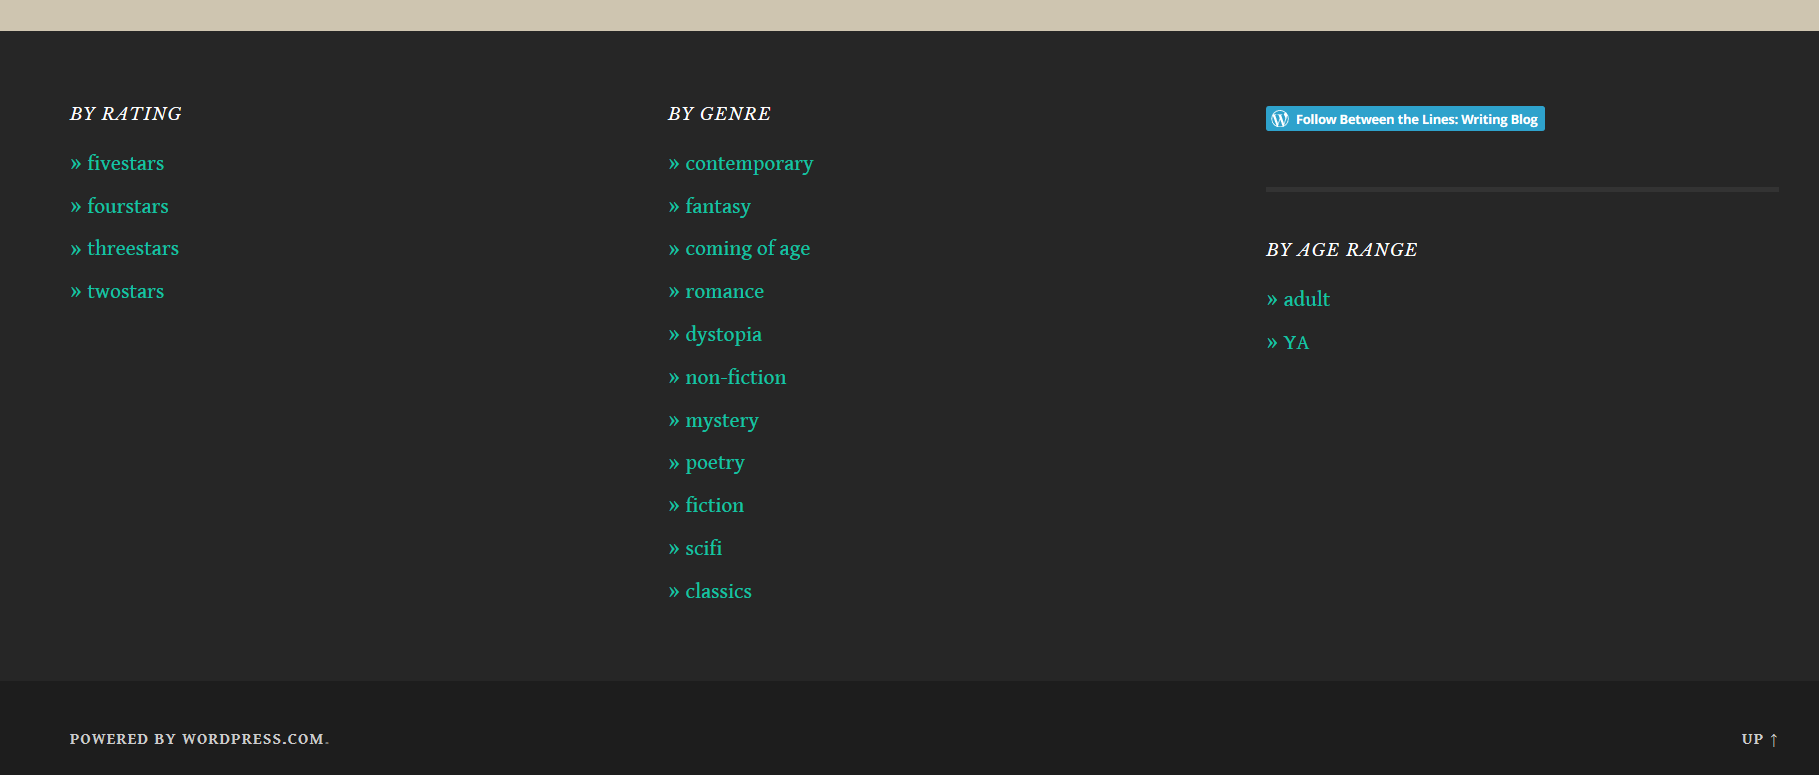 BY RATING
» fivestars
» fourstars
» threestars
» twostars
BY GENRE
» contemporary
» fantasy
» coming of age
» romance
» dystopia
» non-fiction
» mystery
» poetry
» fiction
» scifi
» classics
Follow Between the Lines: Writing Blog
BY AGE RANGE
» adult
» YA
POWERED BY WORDPRESS.COM.
UP ↑